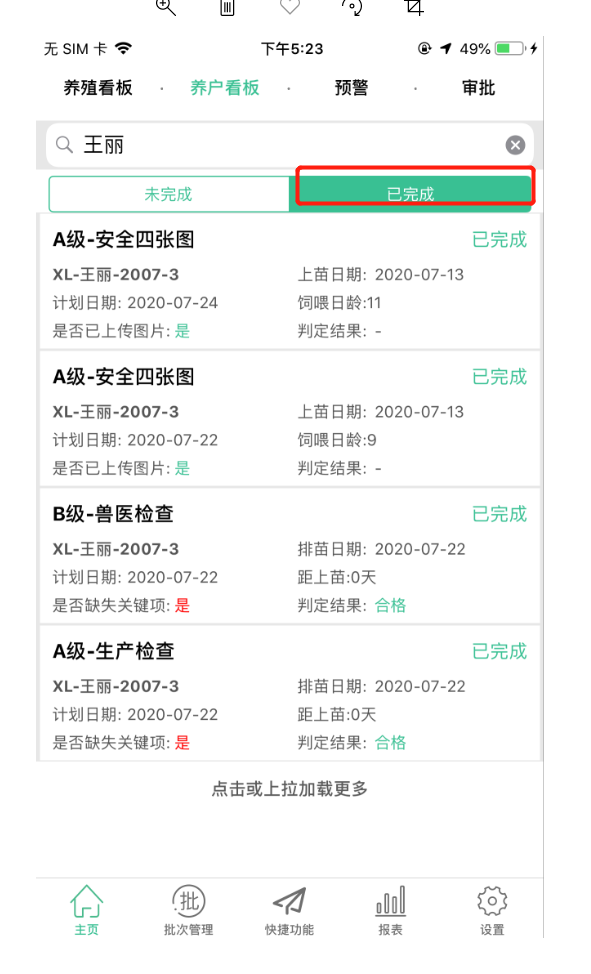 无 SIM 卡 下午5:23 49%
养殖看板 · 养户看板 · 预警 · 审批
王丽
未完成 已完成
A级-安全四张图 已完成
XL-王丽-2007-3 上苗日期: 2020-07-13
计划日期: 2020-07-24 饲喂日龄:11
是否已上传图片: 是 判定结果: -
A级-安全四张图 已完成
XL-王丽-2007-3 上苗日期: 2020-07-13
计划日期: 2020-07-22 饲喂日龄:9
是否已上传图片: 是 判定结果: -
B级-兽医检查 已完成
XL-王丽-2007-3 排苗日期: 2020-07-22
计划日期: 2020-07-22 距上苗:0天
是否缺失关键项: 是 判定结果: 合格
A级-生产检查 已完成
XL-王丽-2007-3 排苗日期: 2020-07-22
计划日期: 2020-07-22 距上苗:0天
是否缺失关键项: 是 判定结果: 合格
点击或上拉加载更多
批
主页 批次管理 快捷功能 报表 设置